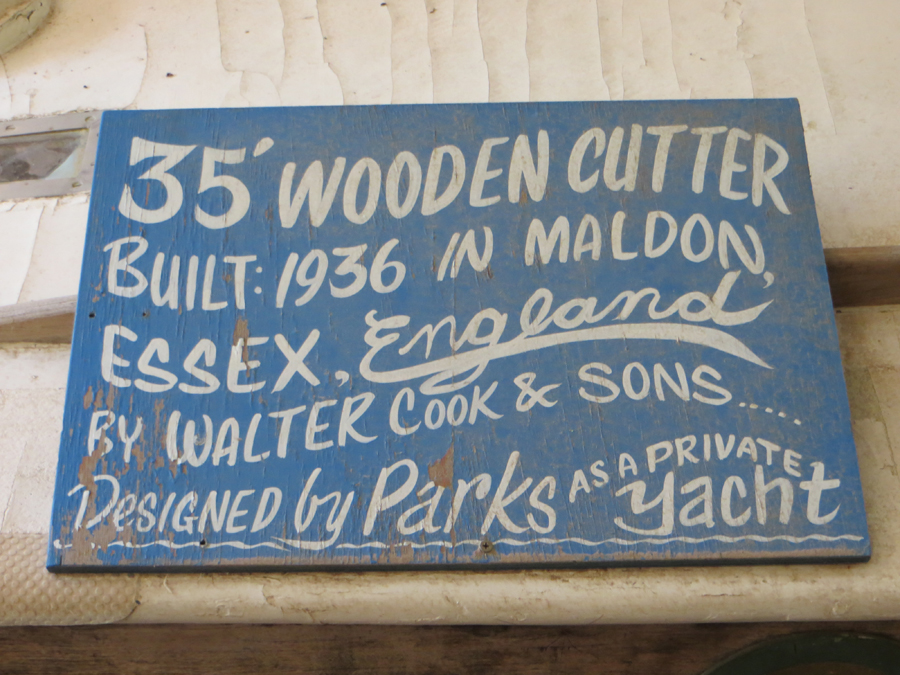 35' WOODEN CUTTER
BUILT: 1936 IN MALDON,
ESSEX, England
BY WALTER COOK & SONS.....
DESIGNED by Parks AS A PRIVATE
yacht